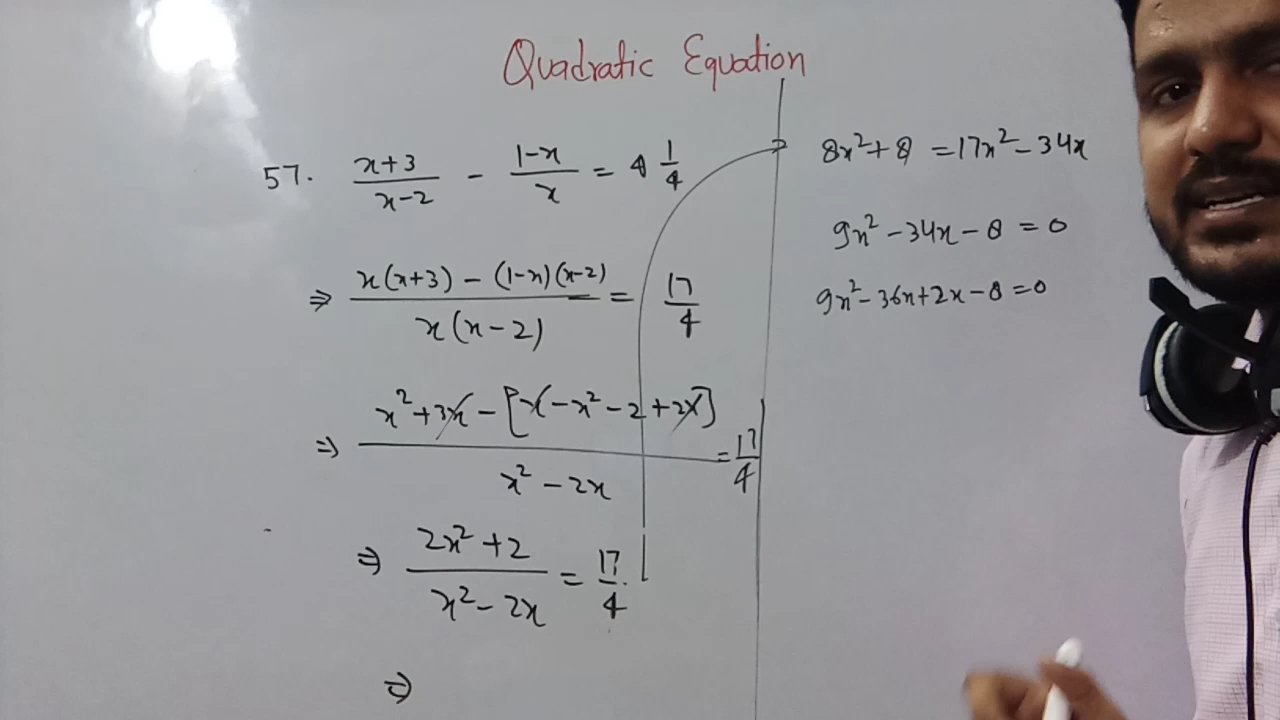 Quadratic Equation
57. (x+3)/(x-2) - (1-x)/x = 4 1/4
⇒ (x(x+3) - (1-x)(x-2))/(x(x-2)) = 17/4
⇒ (x²+3x - [x - x² - 2 + 2x])/(x² - 2x) = 17/4
⇒ (2x² + 2)/(x² - 2x) = 17/4
⇒
8x² + 8 = 17x² - 34x
9x² - 34x - 8 = 0
9x² - 36x + 2x - 8 = 0